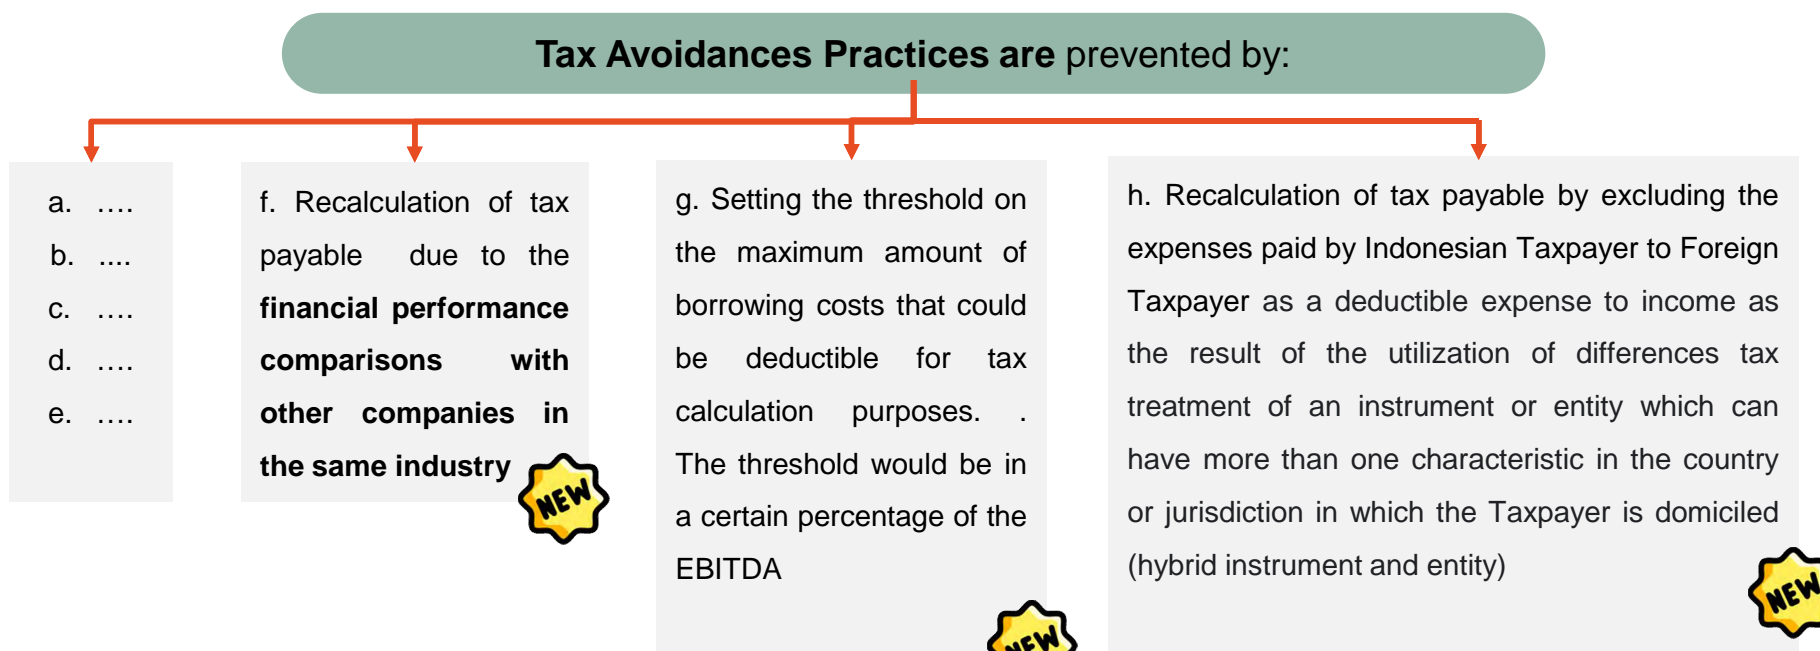 Tax Avoidances Practices are prevented by:
a. ….
b. ....
c. ….
d. ….
e. ….
f. Recalculation of tax
payable due to the
financial performance
comparisons with
other companies in
the same industry
NEW
g. Setting the threshold on
the maximum amount of
borrowing costs that could
be deductible for tax
calculation purposes. .
The threshold would be in
a certain percentage of the
EBITDA
NEW
h. Recalculation of tax payable by excluding the
expenses paid by Indonesian Taxpayer to Foreign
Taxpayer as a deductible expense to income as
the result of the utilization of differences tax
treatment of an instrument or entity which can
have more than one characteristic in the country
or jurisdiction in which the Taxpayer is domiciled
(hybrid instrument and entity)
NEW